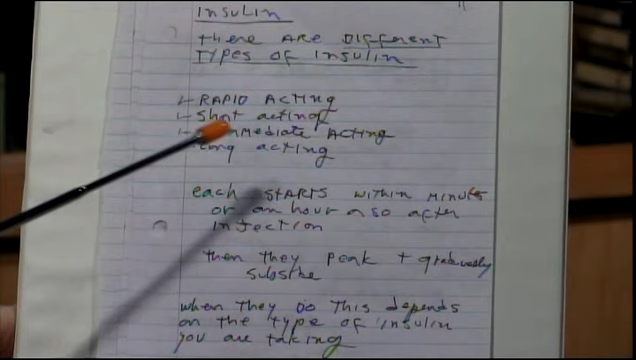 INSULIN
There ARE DIFFERENT
TYPES OF INSULIN
RAPID ACTING
Short acting
mmediate ACTING
Long acting
each STARTS WITHIN MINUTES
or an hour or so after
INJECTION
Then They peak + gradually
SUBSIDE
when They DO THIS depends
on the type of insulin
you are taking